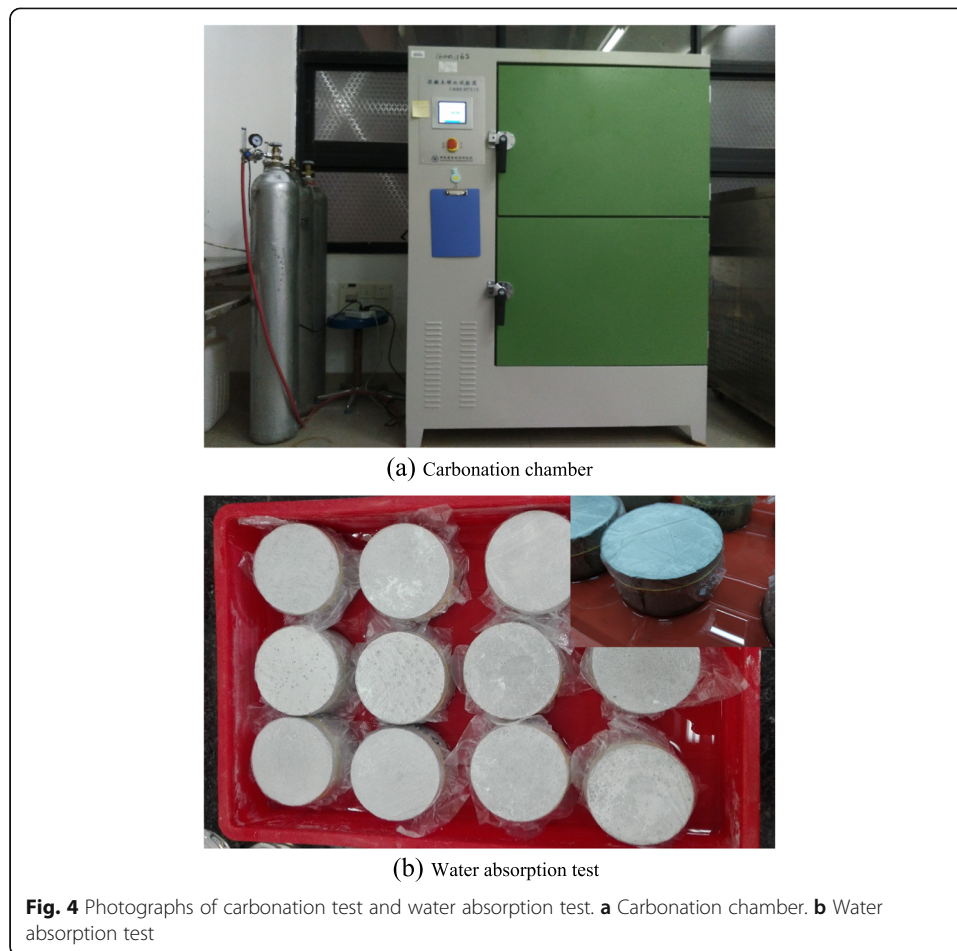 (a) Carbonation chamber
(b) Water absorption test
Fig. 4 Photographs of carbonation test and water absorption test. a Carbonation chamber. b Water
absorption test